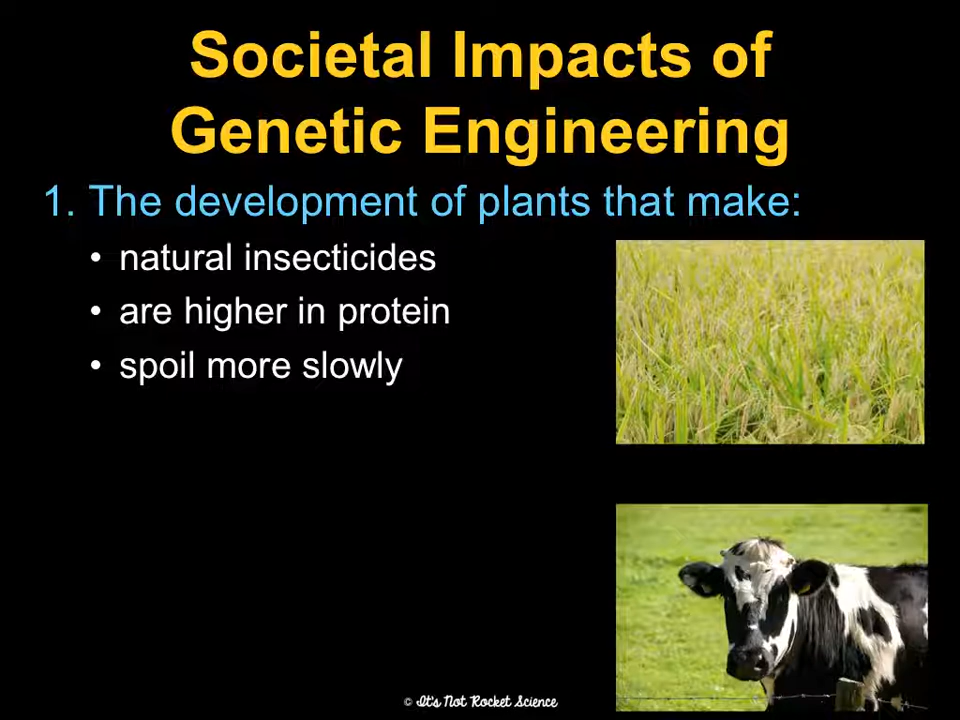 Societal Impacts of
Genetic Engineering
1. The development of plants that make:
• natural insecticides
• are higher in protein
• spoil more slowly
© It's Not Rocket Science